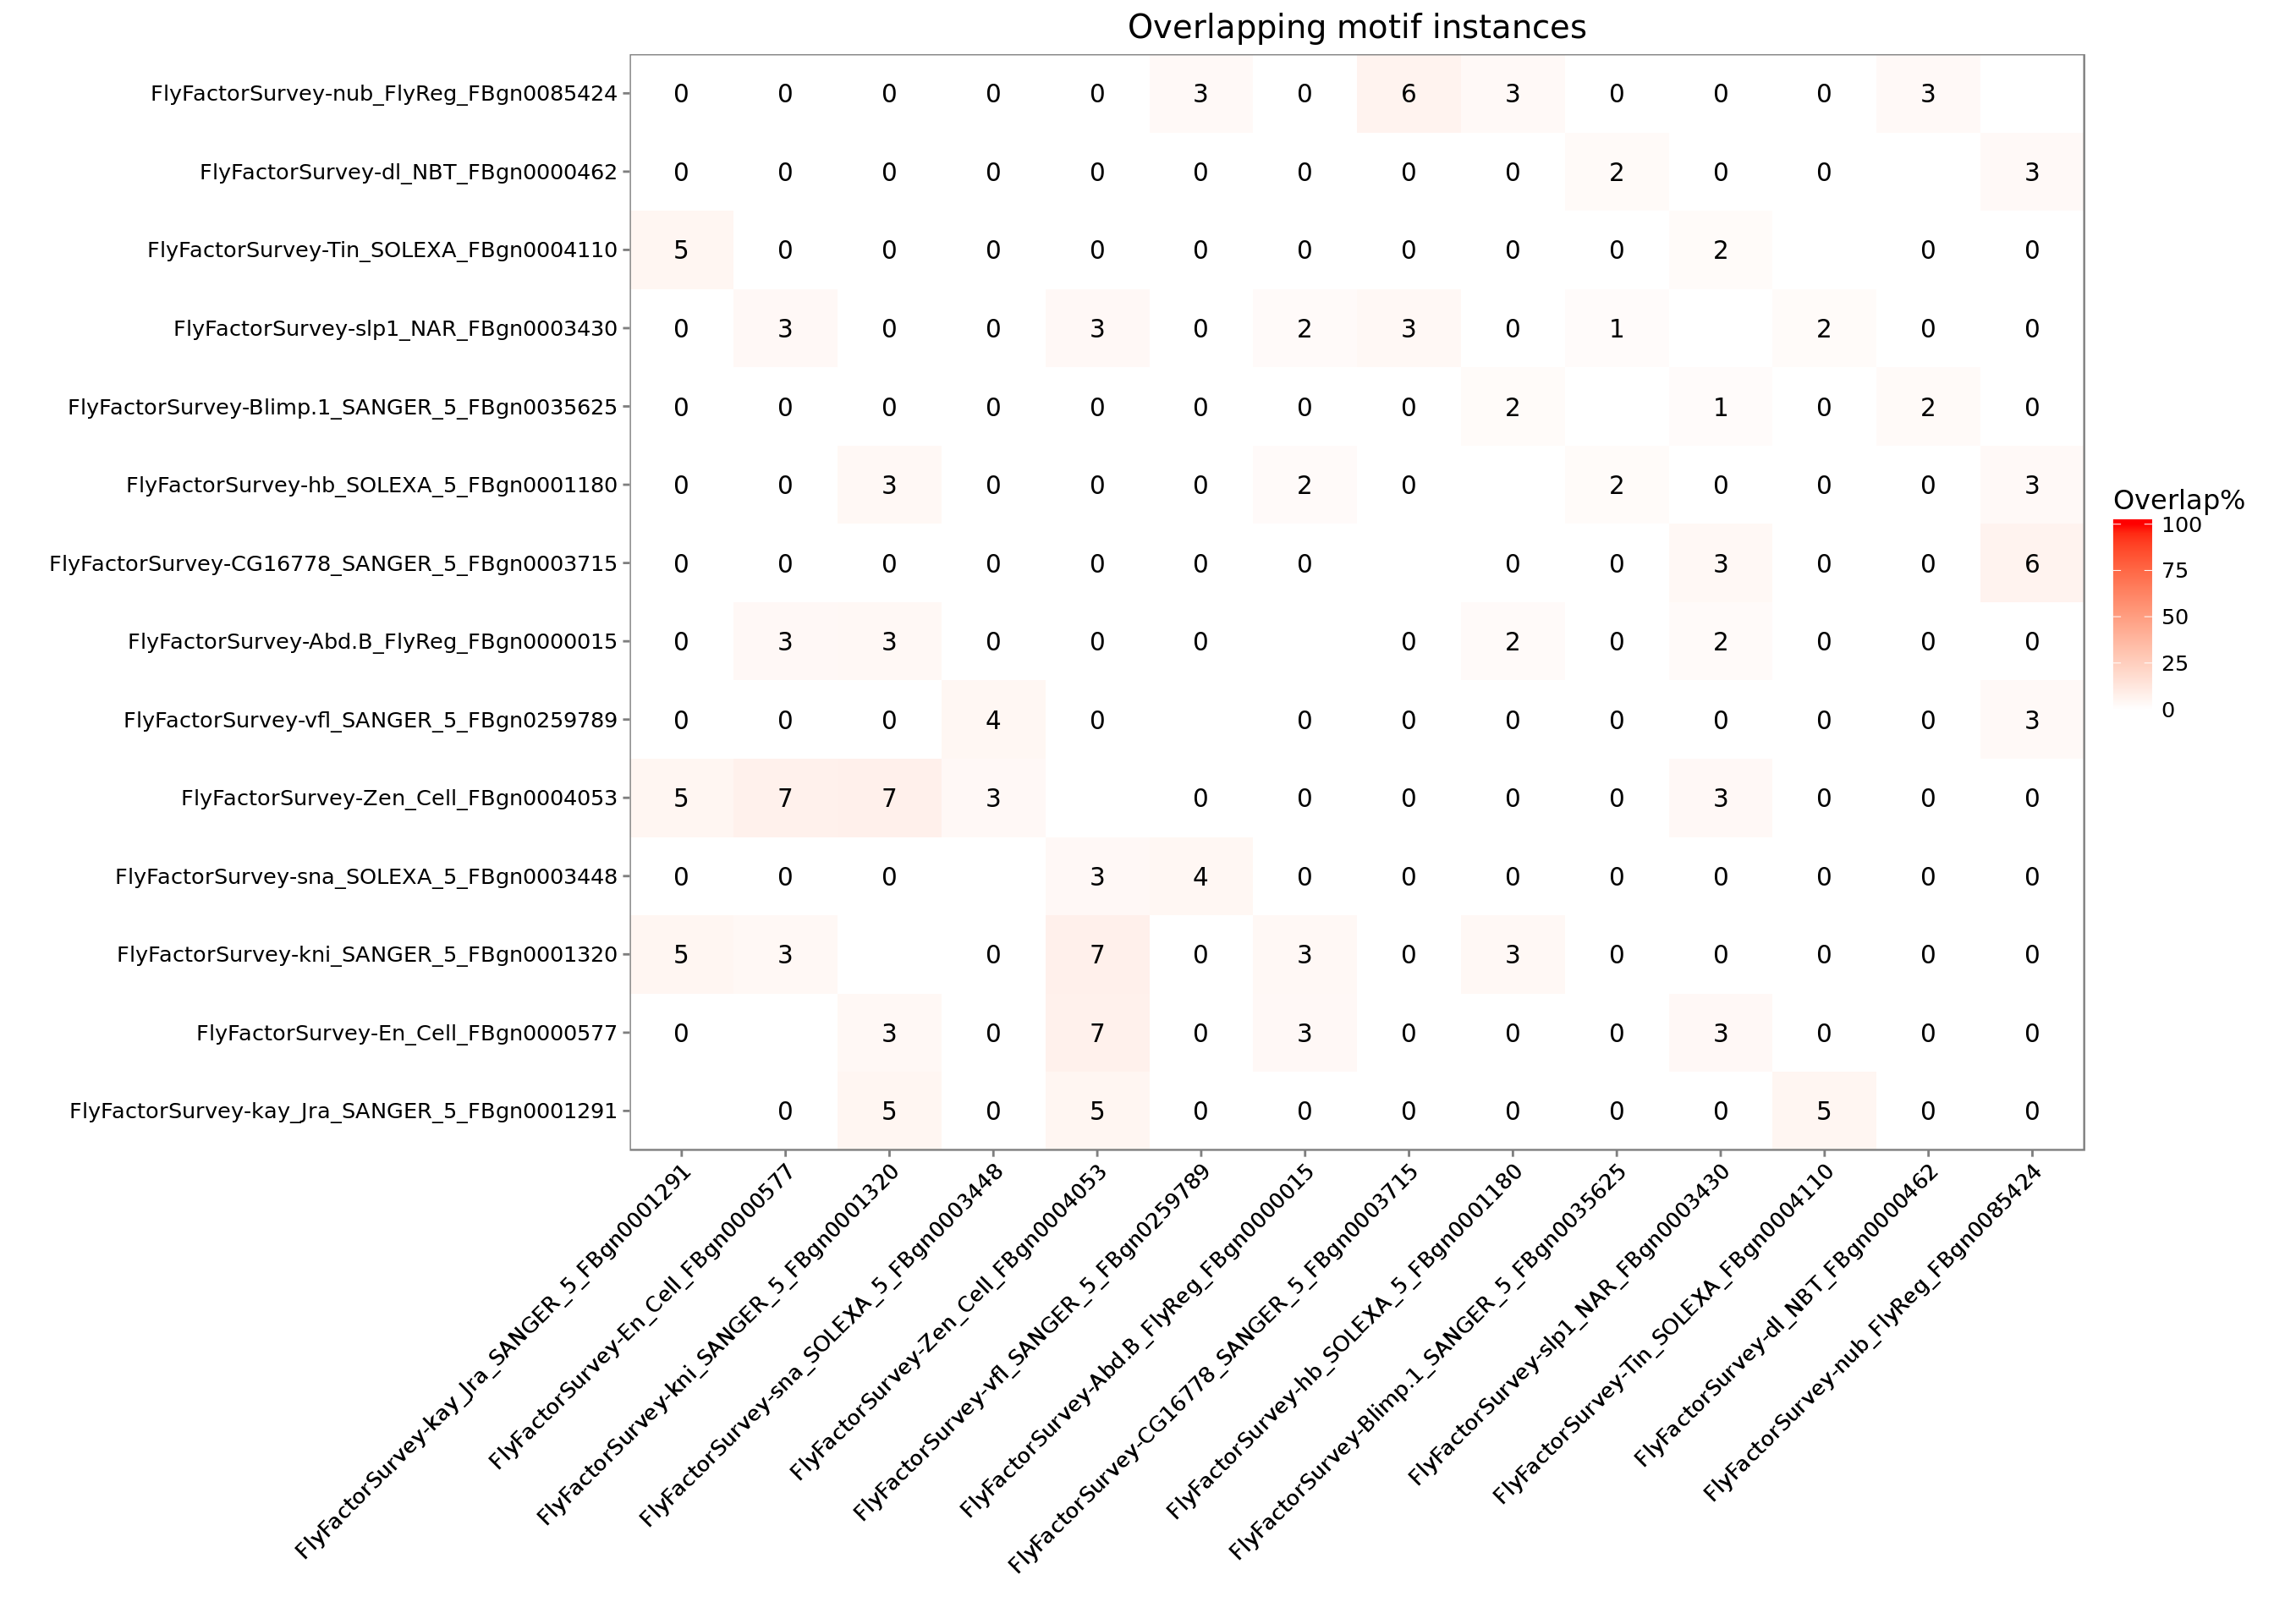 Overlapping motif instances
FlyFactorSurvey-nub_FlyReg_FBgn0085424 0 0 0 0 0 3 0 6 3 0 0 0 3
FlyFactorSurvey-dl_NBT_FBgn0000462 0 0 0 0 0 0 0 0 0 2 0 0 3
FlyFactorSurvey-Tin_SOLEXA_FBgn0004110 5 0 0 0 0 0 0 0 0 0 2 0 0
FlyFactorSurvey-slp1_NAR_FBgn0003430 0 3 0 0 3 0 2 3 0 1 2 0 0
FlyFactorSurvey-Blimp.1_SANGER_5_FBgn0035625 0 0 0 0 0 0 0 0 2 1 0 2 0
FlyFactorSurvey-hb_SOLEXA_5_FBgn0001180 0 0 3 0 0 0 2 0 2 0 0 0 3
FlyFactorSurvey-CG16778_SANGER_5_FBgn0003715 0 0 0 0 0 0 0 0 0 3 0 0 6
FlyFactorSurvey-Abd.B_FlyReg_FBgn0000015 0 3 3 0 0 0 0 2 0 2 0 0 0
FlyFactorSurvey-vfl_SANGER_5_FBgn0259789 0 0 0 4 0 0 0 0 0 0 0 0 3
FlyFactorSurvey-Zen_Cell_FBgn0004053 5 7 7 3 0 0 0 0 0 3 0 0 0
FlyFactorSurvey-sna_SOLEXA_5_FBgn0003448 0 0 0 3 4 0 0 0 0 0 0 0 0
FlyFactorSurvey-kni_SANGER_5_FBgn0001320 5 3 0 7 0 3 0 3 0 0 0 0 0
FlyFactorSurvey-En_Cell_FBgn0000577 0 3 0 7 0 3 0 0 0 3 0 0 0
FlyFactorSurvey-kay_Jra_SANGER_5_FBgn0001291 0 5 0 5 0 0 0 0 0 0 5 0 0
FlyFactorSurvey-kay_Jra_SANGER_5_FBgn0001291
FlyFactorSurvey-En_Cell_FBgn0000577
FlyFactorSurvey-kni_SANGER_5_FBgn0001320
FlyFactorSurvey-sna_SOLEXA_5_FBgn0003448
FlyFactorSurvey-Zen_Cell_FBgn0004053
FlyFactorSurvey-vfl_SANGER_5_FBgn0259789
FlyFactorSurvey-Abd.B_FlyReg_FBgn0000015
FlyFactorSurvey-CG16778_SANGER_5_FBgn0003715
FlyFactorSurvey-hb_SOLEXA_5_FBgn0001180
FlyFactorSurvey-Blimp.1_SANGER_5_FBgn0035625
FlyFactorSurvey-slp1_NAR_FBgn0003430
FlyFactorSurvey-Tin_SOLEXA_FBgn0004110
FlyFactorSurvey-dl_NBT_FBgn0000462
FlyFactorSurvey-nub_FlyReg_FBgn0085424
Overlap%
100
75
50
25
0